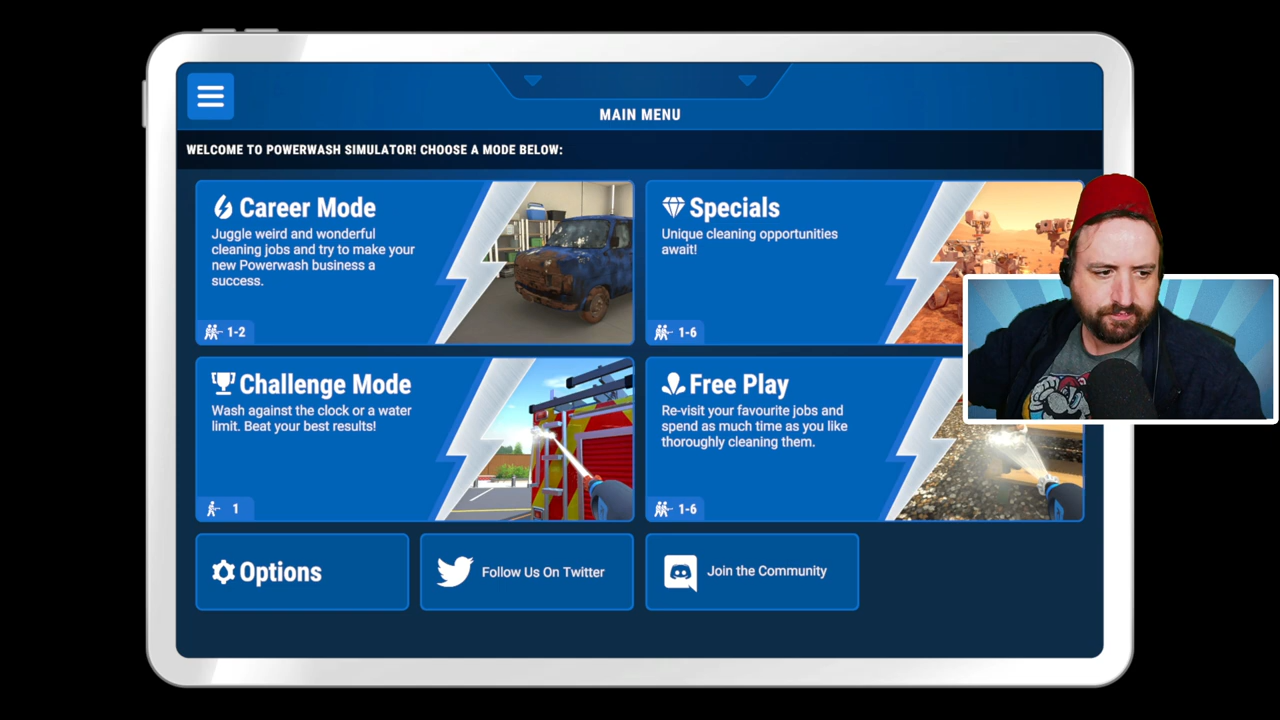 MAIN MENU
WELCOME TO POWERWASH SIMULATOR! CHOOSE A MODE BELOW:
Career Mode
Juggle weird and wonderful
cleaning jobs and try to make your
new Powerwash business a
success.
1-2
Specials
Unique cleaning opportunities
await!
1-6
Challenge Mode
Wash against the clock or a water
limit. Beat your best results!
1
Free Play
Re-visit your favourite jobs and
spend as much time as you like
thoroughly cleaning them.
1-6
Options
Follow Us On Twitter
Join the Community